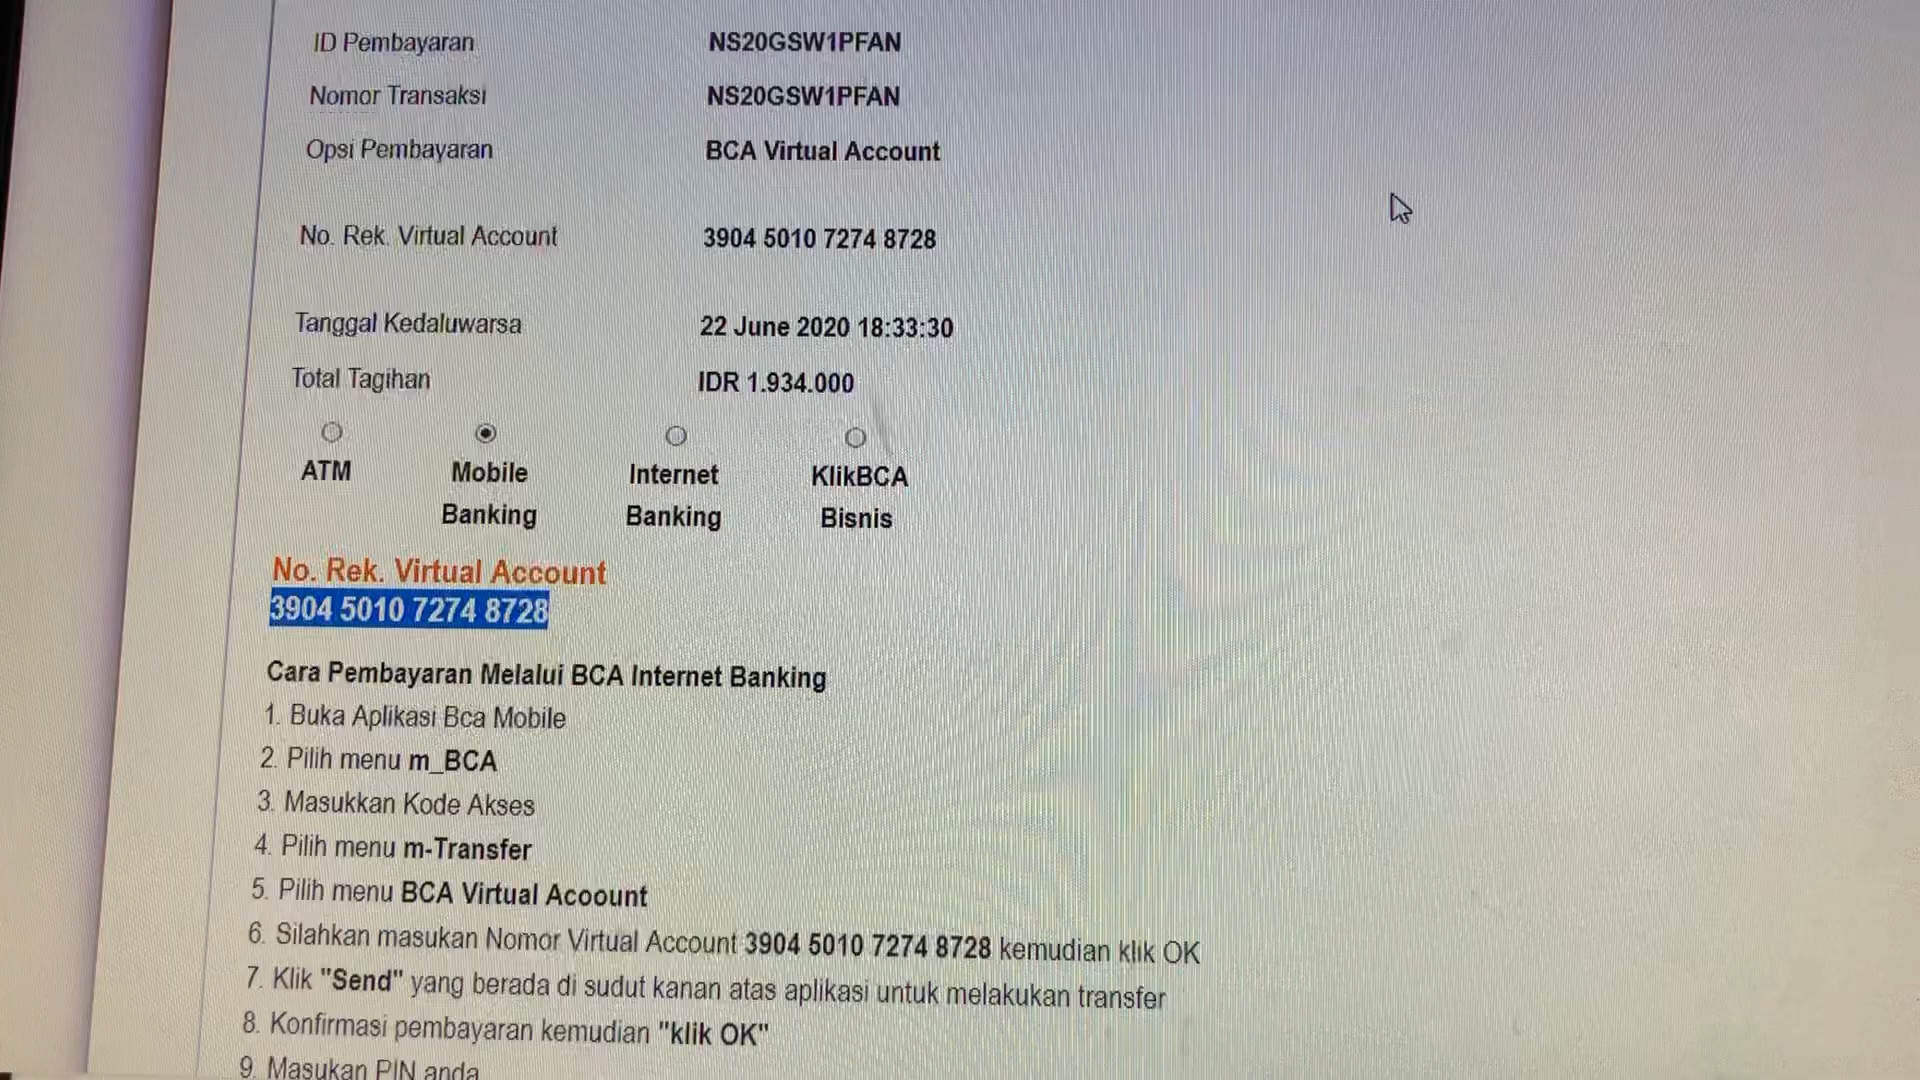 ID Pembayaran NS20GSW1PFAN
Nomor Transaksi NS20GSW1PFAN
Opsi Pembayaran BCA Virtual Account
No. Rek. Virtual Account 3904 5010 7274 8728
Tanggal Kedaluwarsa 22 June 2020 18:33:30
Total Tagihan IDR 1.934.000
ATM Mobile Banking Internet Banking KlikBCA Bisnis
No. Rek. Virtual Account
3904 5010 7274 8728
Cara Pembayaran Melalui BCA Internet Banking
1. Buka Aplikasi Bca Mobile
2. Pilih menu m_BCA
3. Masukkan Kode Akses
4. Pilih menu m-Transfer
5. Pilih menu BCA Virtual Acoount
6. Silahkan masukan Nomor Virtual Account 3904 5010 7274 8728 kemudian klik OK
7. Klik "Send" yang berada di sudut kanan atas aplikasi untuk melakukan transfer
8. Konfirmasi pembayaran kemudian "klik OK"
9. Masukan PIN anda